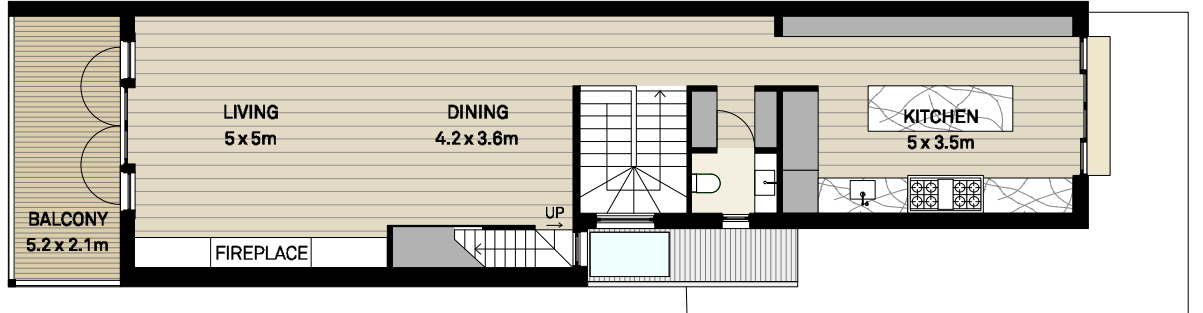 LIVING
5 x 5m
DINING
4.2 x 3.6m
KITCHEN
5 x 3.5m
BALCONY
5.2 x 2.1m
UP
FIREPLACE